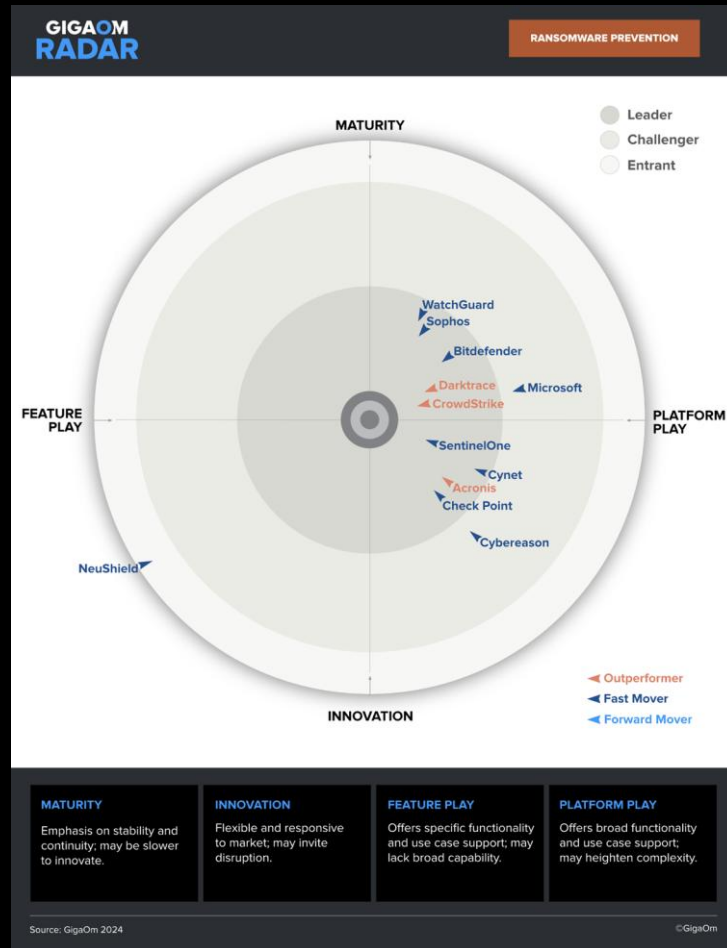 GIGAOM
RADAR
RANSOMWARE PREVENTION
Leader
Challenger
Entrant
MATURITY
WatchGuard
Sophos
Bitdefender
Darktrace
Microsoft
CrowdStrike
FEATURE
PLAY
PLATFORM
PLAY
SentinelOne
Cynet
Acronis
Check Point
Cybereason
NeuShield
Outperformer
Fast Mover
Forward Mover
INNOVATION
MATURITY
Emphasis on stability and
continuity; may be slower
to innovate.
INNOVATION
Flexible and responsive
to market; may invite
disruption.
FEATURE PLAY
Offers specific functionality
and use case support; may
lack broad capability.
PLATFORM PLAY
Offers broad functionality
and use case support;
may heighten complexity.
Source: GigaOm 2024
©GigaOm